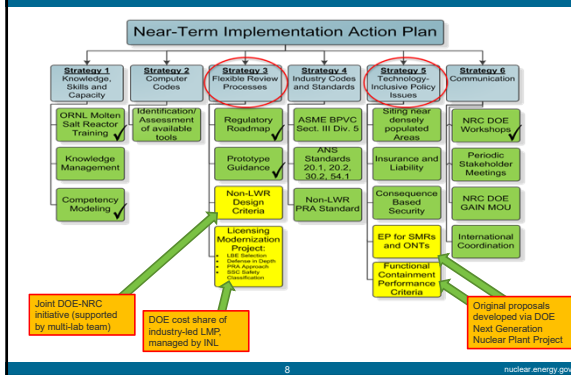 Near-Term Implementation Action Plan
Strategy 1
Knowledge,
Skills and
Capacity
ORNL Molten
Salt Reactor
Training ✓
Knowledge
Management
Competency
Modeling ✓
Strategy 2
Computer
Codes
Identification/
Assessment
of available
tools
Strategy 3
Flexible Review
Processes
Regulatory
Roadmap ✓
Prototype
Guidance ✓
Non-LWR
Design
Criteria
Licensing
Modernization
Project:
• LBE Selection
• Defense in Depth
• PRA Approach
• SSC Safety
Classification
Strategy 4
Industry Codes
and Standards
ASME BPVC
Sect. III Div. 5
ANS
Standards
20.1, 20.2,
30.2, 54.1
Non-LWR
PRA Standard
Strategy 5
Technology-
Inclusive Policy
Issues
Siting near
densely
populated
Areas
Insurance and
Liability
Consequence
Based
Security
EP for SMRs
and ONTs
Functional
Containment
Performance
Criteria
Strategy 6
Communication
NRC DOE
Workshops ✓
Periodic
Stakeholder
Meetings
NRC DOE
GAIN MOU
International
Coordination
Joint DOE-NRC
initiative (supported
by multi-lab team)
DOE cost share of
industry-led LMP,
managed by INL
Original proposals
developed via DOE
Next Generation
Nuclear Plant Project
8
nuclear.energy.gov